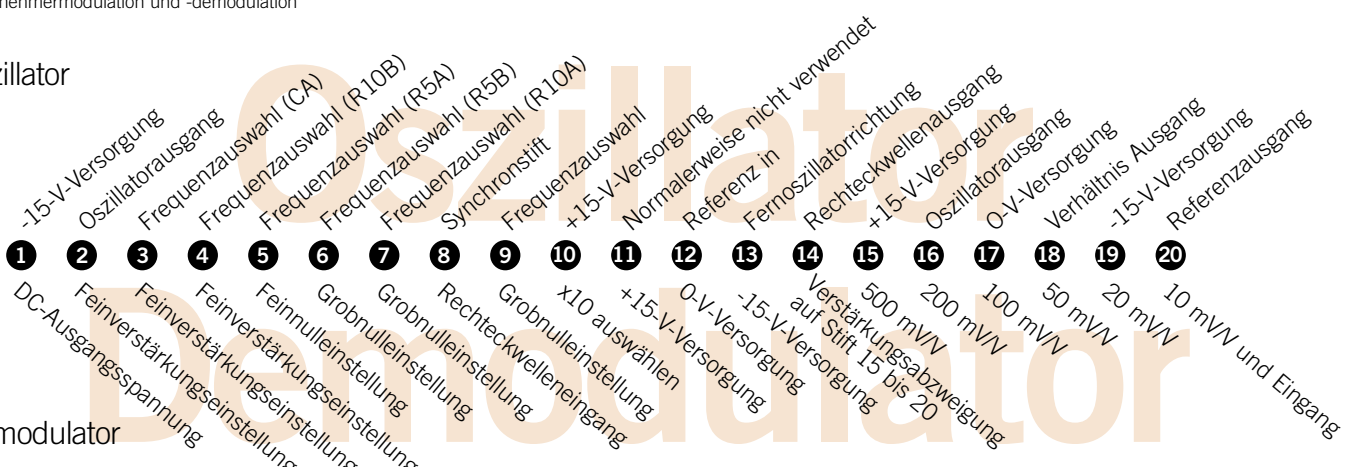 nehmermodulation und -demodulation
Oszillator
zillator
-15-V-Versorgung
Oszillatorausgang
Frequenzauswahl (CA)
Frequenzauswahl (R10B)
Frequenzauswahl (R5A)
Frequenzauswahl (R5B)
Frequenzauswahl (R10A)
Synchronstift
Frequenzauswahl
+15-V-Versorgung
Normalerweise nicht verwendet
Referenz in
Fernoszillatorrichtung
Rechteckwellenausgang
+15-V-Versorgung
Oszillatorausgang
0-V-Versorgung
Verhältnis Ausgang
-15-V-Versorgung
Referenzausgang
1 2 3 4 5 6 7 8 9 10 11 12 13 14 15 16 17 18 19 20
DC-Ausgangsspannung
Feinverstärkungseinstellung
Feinverstärkungseinstellung
Feinverstärkungseinstellung
Feinnulleinstellung
Grobnulleinstellung
Grobnulleinstellung
Rechteckwelleneingang
Grobnulleinstellung
x10 auswählen
+15-V-Versorgung
0-V-Versorgung
-15-V-Versorgung
Verstärkungsabzweigung
auf Stift 15 bis 20
500 mV/V
200 mV/V
100 mV/V
50 mV/V
20 mV/V
10 mV/V und Eingang
Demodulator
modulator